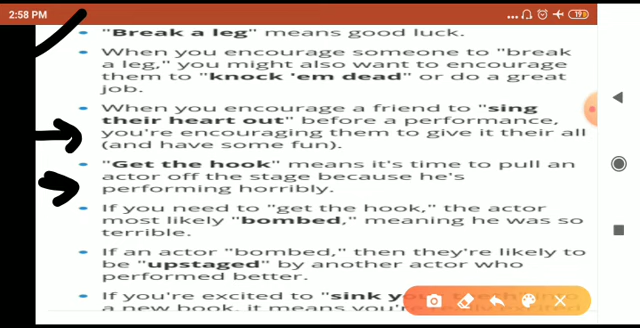 2:58 PM
19
"Break a leg" means good luck.
When you encourage someone to "break
a leg," you might also want to encourage
them to "knock 'em dead" or do a great
job.
When you encourage a friend to "sing
their heart out" before a performance,
you're encouraging them to give it their all
(and have some fun).
"Get the hook" means it's time to pull an
actor off the stage because he's
performing horribly.
If you need to "get the hook," the actor
most likely "bombed," meaning he was so
terrible.
If an actor "bombed," then they're likely to
be "upstaged" by another actor who
performed better.
If you're excited to "sink
a new book, it means